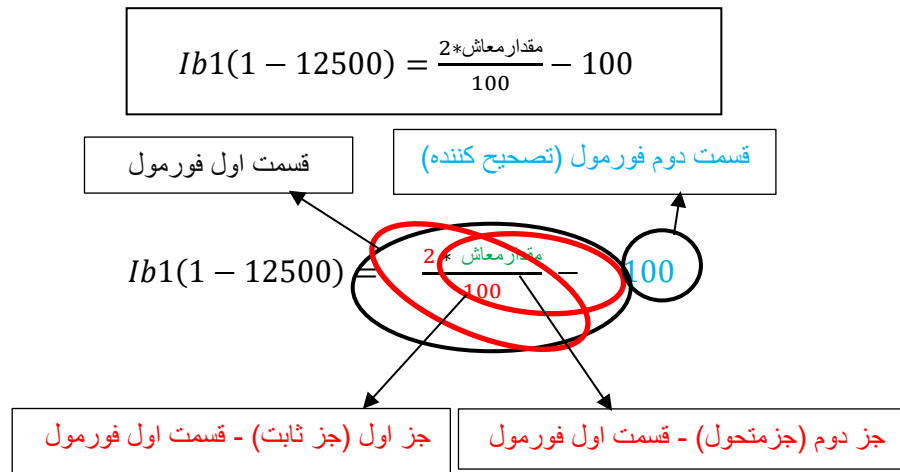 Ib1(1 − 12500) = مقدارمعاش*2/100 − 100
قسمت دوم فورمول (تصحیح کننده)
قسمت اول فورمول
Ib1(1 − 12500) = مقدارمعاش * 2/100 − 100
جز اول (جز ثابت) - قسمت اول فورمول
جز دوم (جزمتحول) - قسمت اول فورمول